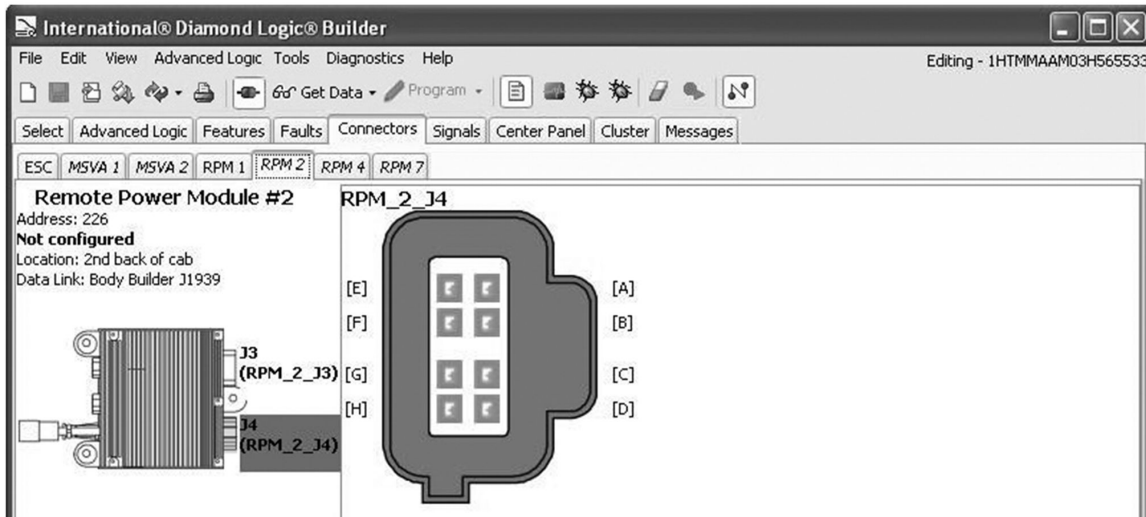 International® Diamond Logic® Builder
File Edit View Advanced Logic Tools Diagnostics Help
Editing - 1HTMMAAM03H565533
Get Data Program
Select Advanced Logic Features Faults Connectors Signals Center Panel Cluster Messages
ESC MSVA 1 MSVA 2 RPM 1 RPM 2 RPM 4 RPM 7
Remote Power Module #2
Address: 226
Not configured
Location: 2nd back of cab
Data Link: Body Builder J1939
J3
(RPM_2_J3)
J4
(RPM_2_J4)
RPM_2_J4
[E] [A]
[F] [B]
[G] [C]
[H] [D]